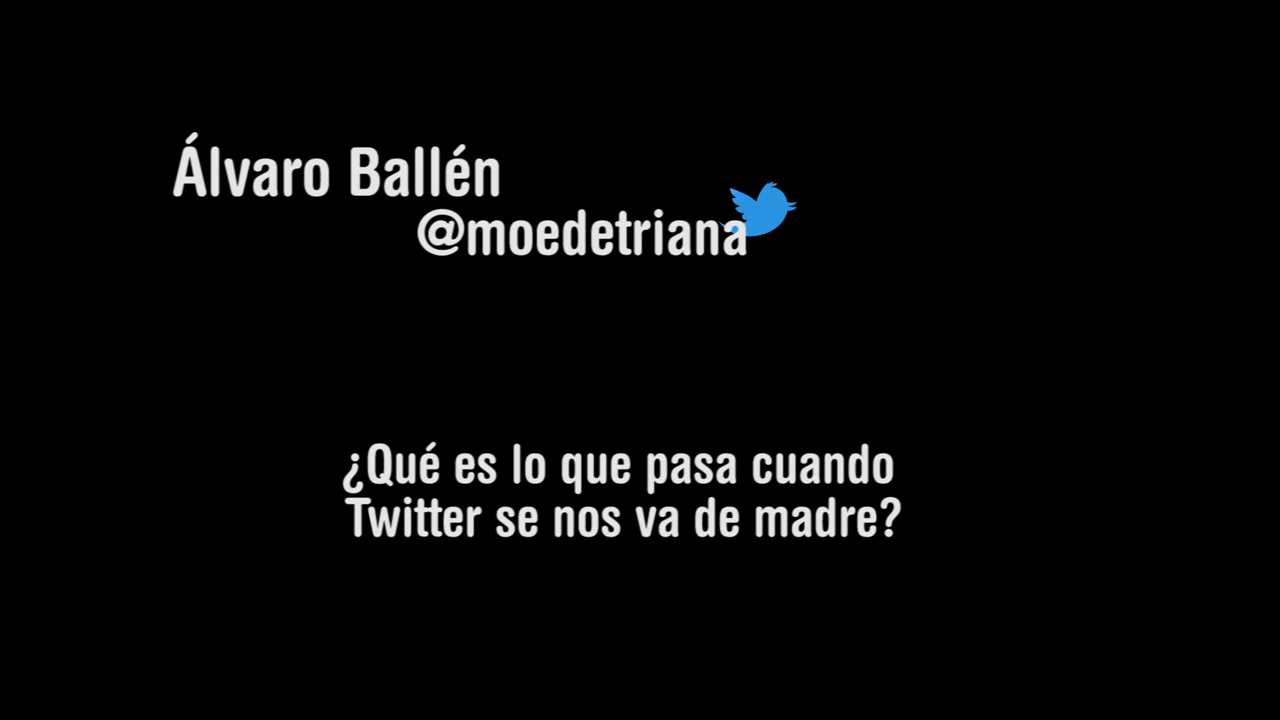 Álvaro Ballén
@moedetriana
¿Qué es lo que pasa cuando
Twitter se nos va de madre?